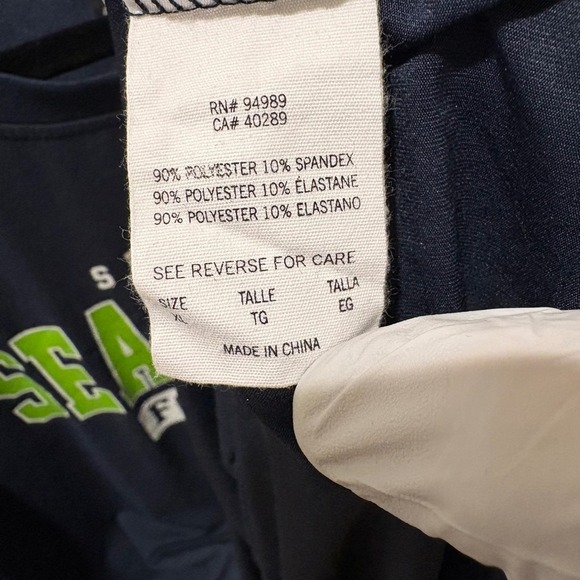 RN# 94989
CA# 40289
90% POLYESTER 10% SPANDEX
90% POLYESTER 10% ÉLASTANE
90% POLYESTER 10% ELASTANO
SEE REVERSE FOR CARE
SIZE TALLE TALLA
XL TG EG
MADE IN CHINA
S
SEA
F